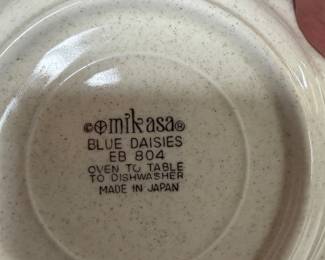 © mikasa®
BLUE DAISIES
EB 804
OVEN TO TABLE
TO DISHWASHER
MADE IN JAPAN